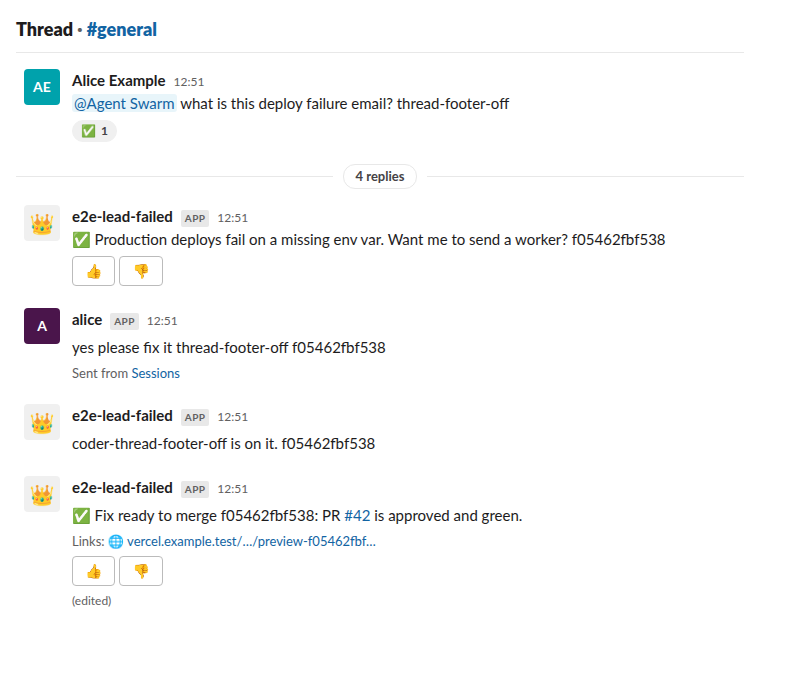 Thread • #general
AE
Alice Example 12:51
@Agent Swarm what is this deploy failure email? thread-footer-off
✅ 1
4 replies
e2e-lead-failed APP 12:51
✅ Production deploys fail on a missing env var. Want me to send a worker? f05462fbf538
👍 👎
A
alice APP 12:51
yes please fix it thread-footer-off f05462fbf538
Sent from Sessions
e2e-lead-failed APP 12:51
coder-thread-footer-off is on it. f05462fbf538
e2e-lead-failed APP 12:51
✅ Fix ready to merge f05462fbf538: PR #42 is approved and green.
Links: 🌐 vercel.example.test/.../preview-f05462fbf...
👍 👎
(edited)